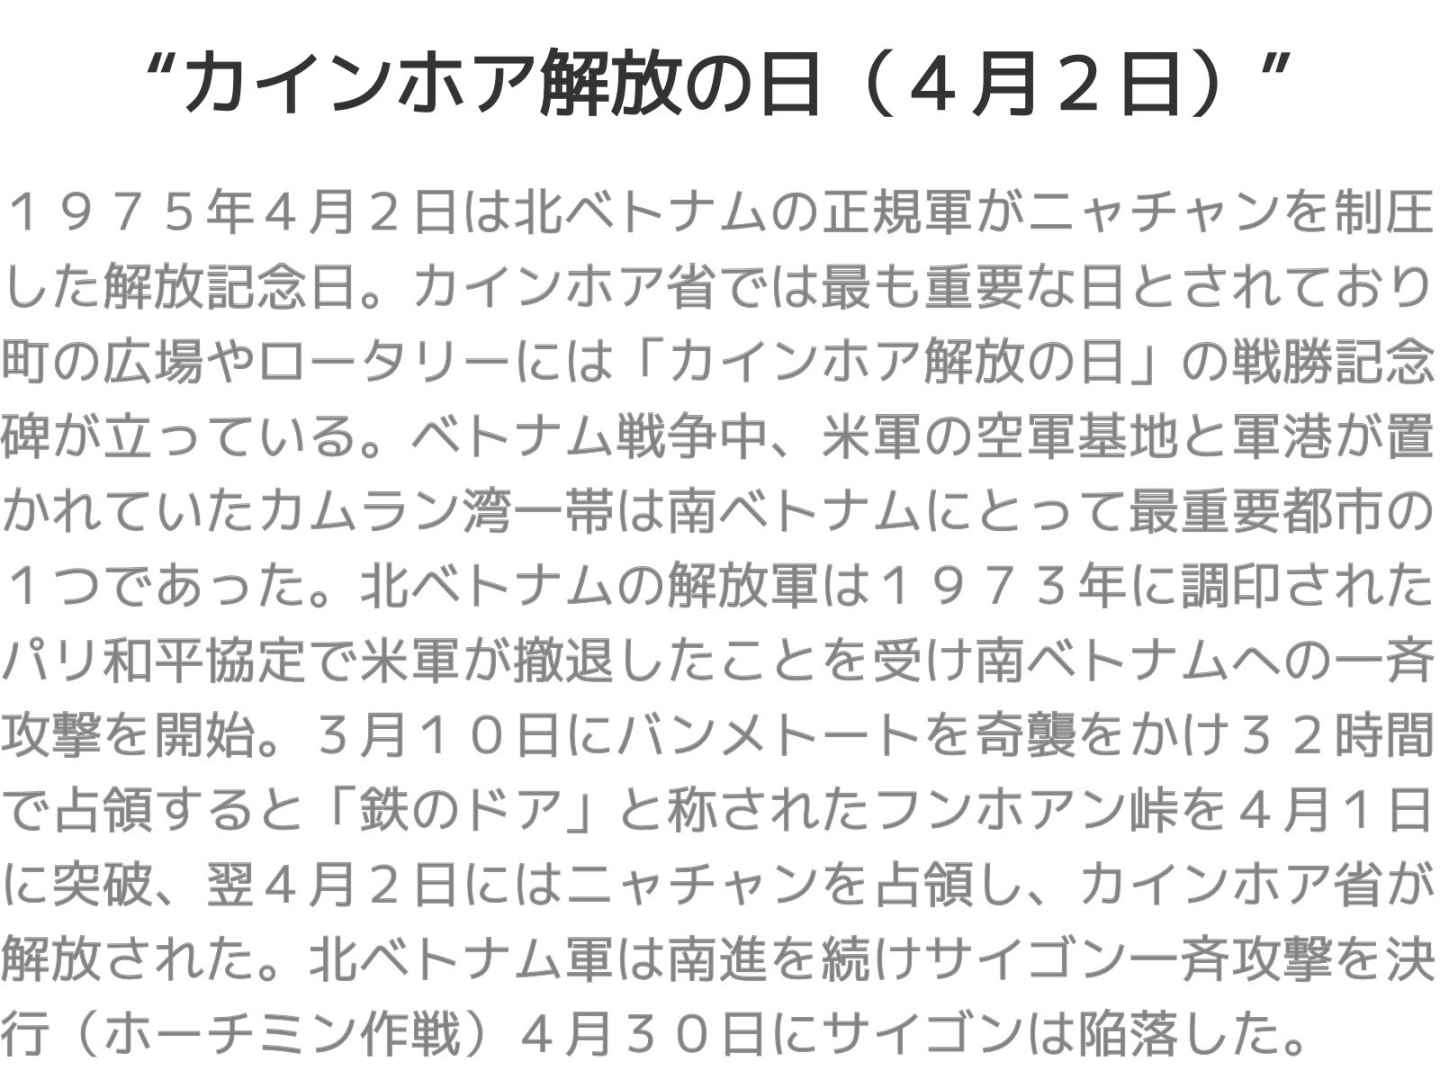 “カインホア解放の日（４月２日）”
１９７５年４月２日は北ベトナムの正規軍がニャチャンを制圧
した解放記念日。カインホア省では最も重要な日とされており
町の広場やロータリーには「カインホア解放の日」の戦勝記念
碑が立っている。ベトナム戦争中、米軍の空軍基地と軍港が置
かれていたカムラン湾一帯は南ベトナムにとって最重要都市の
１つであった。北ベトナムの解放軍は１９７３年に調印された
パリ和平協定で米軍が撤退したことを受け南ベトナムへの一斉
攻撃を開始。３月１０日にバンメトートを奇襲をかけ３２時間
で占領すると「鉄のドア」と称されたフンホアン峠を４月１日
に突破、翌４月２日にはニャチャンを占領し、カインホア省が
解放された。北ベトナム軍は南進を続けサイゴン一斉攻撃を決
行（ホーチミン作戦）４月３０日にサイゴンは陥落した。